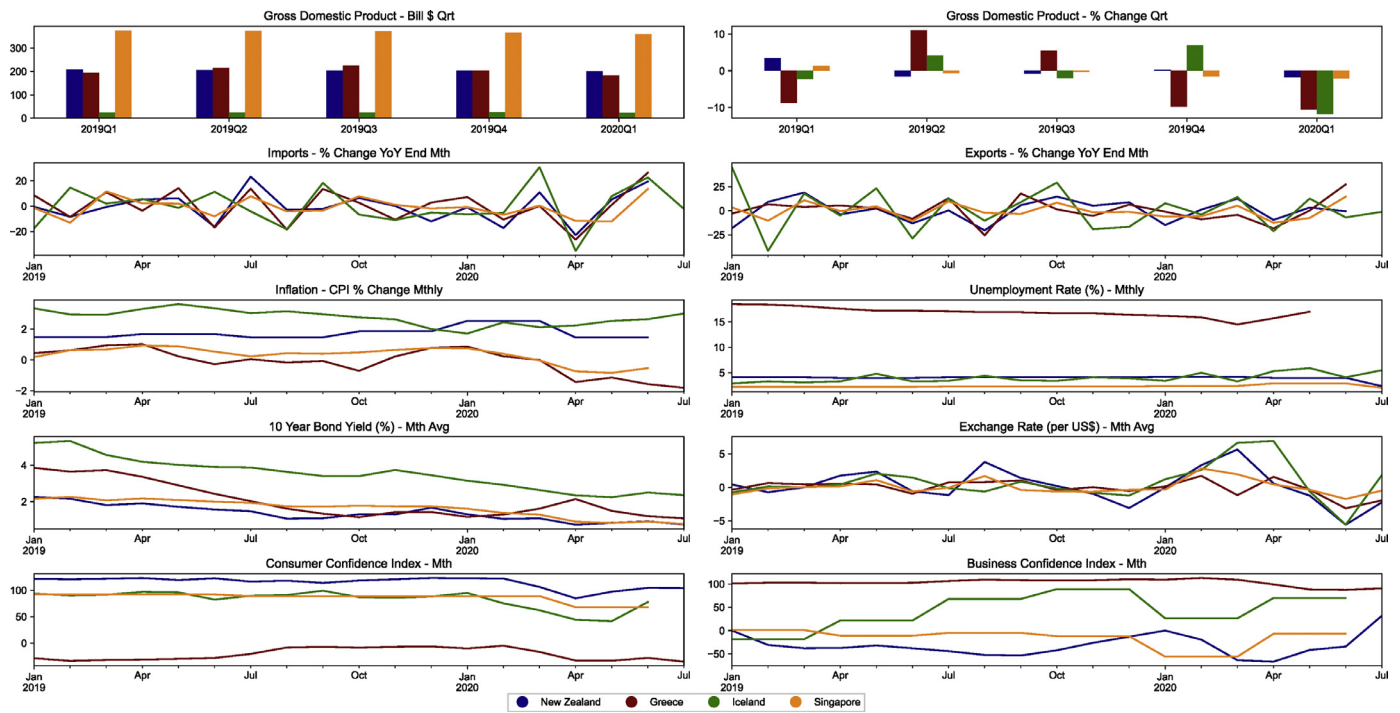 Gross Domestic Product - Bill $ Qrt
300
200
100
0
2019Q1 2019Q2 2019Q3 2019Q4 2020Q1
Gross Domestic Product - % Change Qrt
10
0
−10
2019Q1 2019Q2 2019Q3 2019Q4 2020Q1
Imports - % Change YoY End Mth
20
0
−20
Jan Apr Jul Oct Jan Apr Jul
2019 2020
Exports - % Change YoY End Mth
25
0
−25
Jan Apr Jul Oct Jan Apr Jul
2019 2020
Inflation - CPI % Change Mthly
2
0
−2
Jan Apr Jul Oct Jan Apr Jul
2019 2020
Unemployment Rate (%) - Mthly
15
10
5
Jan Apr Jul Oct Jan Apr Jul
2019 2020
10 Year Bond Yield (%) - Mth Avg
4
2
Jan Apr Jul Oct Jan Apr Jul
2019 2020
Exchange Rate (per US$) - Mth Avg
5
0
−5
Jan Apr Jul Oct Jan Apr Jul
2019 2020
Consumer Confidence Index - Mth
100
50
0
Jan Apr Jul Oct Jan Apr Jul
2019 2020
Business Confidence Index - Mth
100
50
0
−50
Jan Apr Jul Oct Jan Apr Jul
2019 2020
New Zealand Greece Iceland Singapore